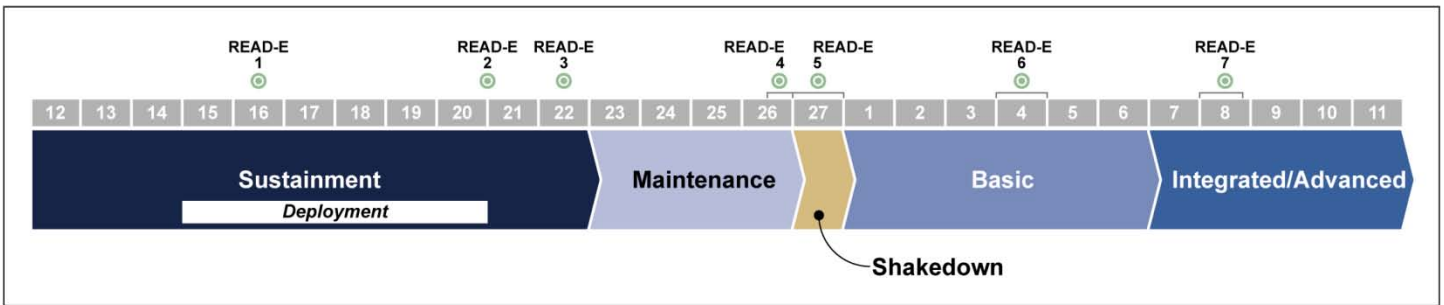 READ-E READ-E READ-E READ-E READ-E READ-E READ-E
1 2 3 4 5 6 7
12 13 14 15 16 17 18 19 20 21 22 23 24 25 26 27 1 2 3 4 5 6 7 8 9 10 11
Sustainment Maintenance Basic Integrated/Advanced
Deployment
Shakedown